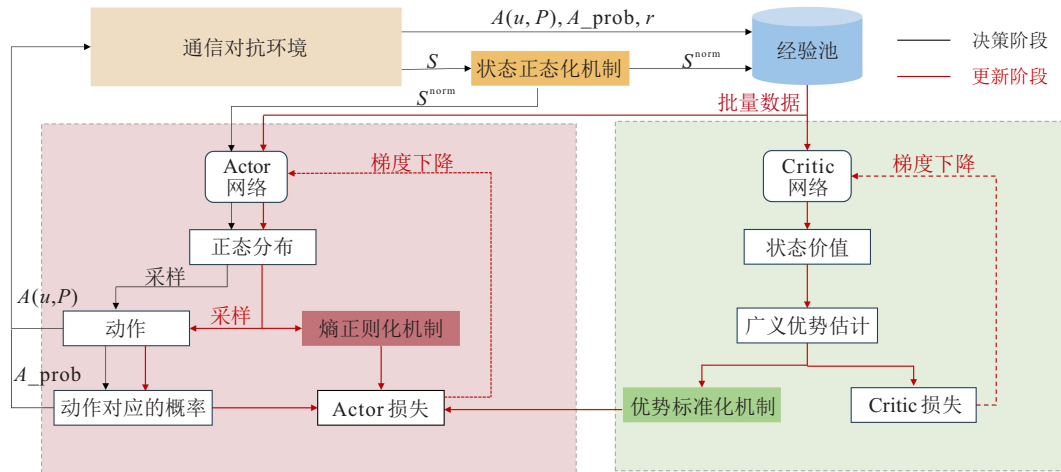 A(u, P), A_prob, r
通信对抗环境
经验池
决策阶段
S
状态正态化机制
S^norm
更新阶段
S^norm
批量数据
Actor
网络
梯度下降
Critic
网络
梯度下降
正态分布
状态价值
采样
A(u,P)
采样
动作
熵正则化机制
广义优势估计
A_prob
动作对应的概率
Actor 损失
优势标准化机制
Critic 损失